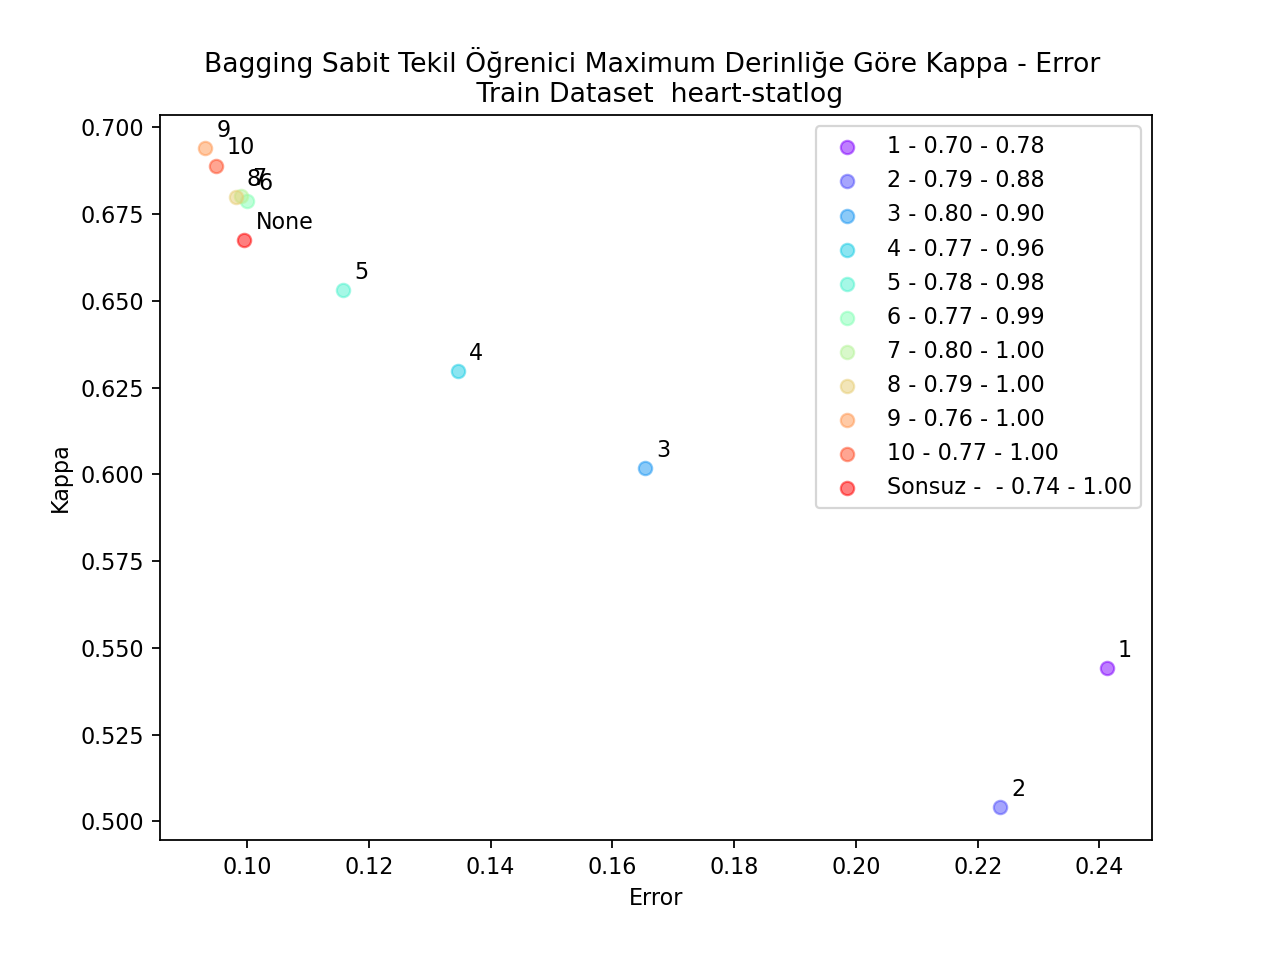 Bagging Sabit Tekil Öğrenici Maximum Derinliğe Göre Kappa - Error
Train Dataset  heart-statlog
0.700
0.675
0.650
0.625
0.600
0.575
0.550
0.525
0.500
Kappa
9
10
8
7
6
None
5
4
3
1
2
1 - 0.70 - 0.78
2 - 0.79 - 0.88
3 - 0.80 - 0.90
4 - 0.77 - 0.96
5 - 0.78 - 0.98
6 - 0.77 - 0.99
7 - 0.80 - 1.00
8 - 0.79 - 1.00
9 - 0.76 - 1.00
10 - 0.77 - 1.00
Sonsuz -  - 0.74 - 1.00
0.10 0.12 0.14 0.16 0.18 0.20 0.22 0.24
Error